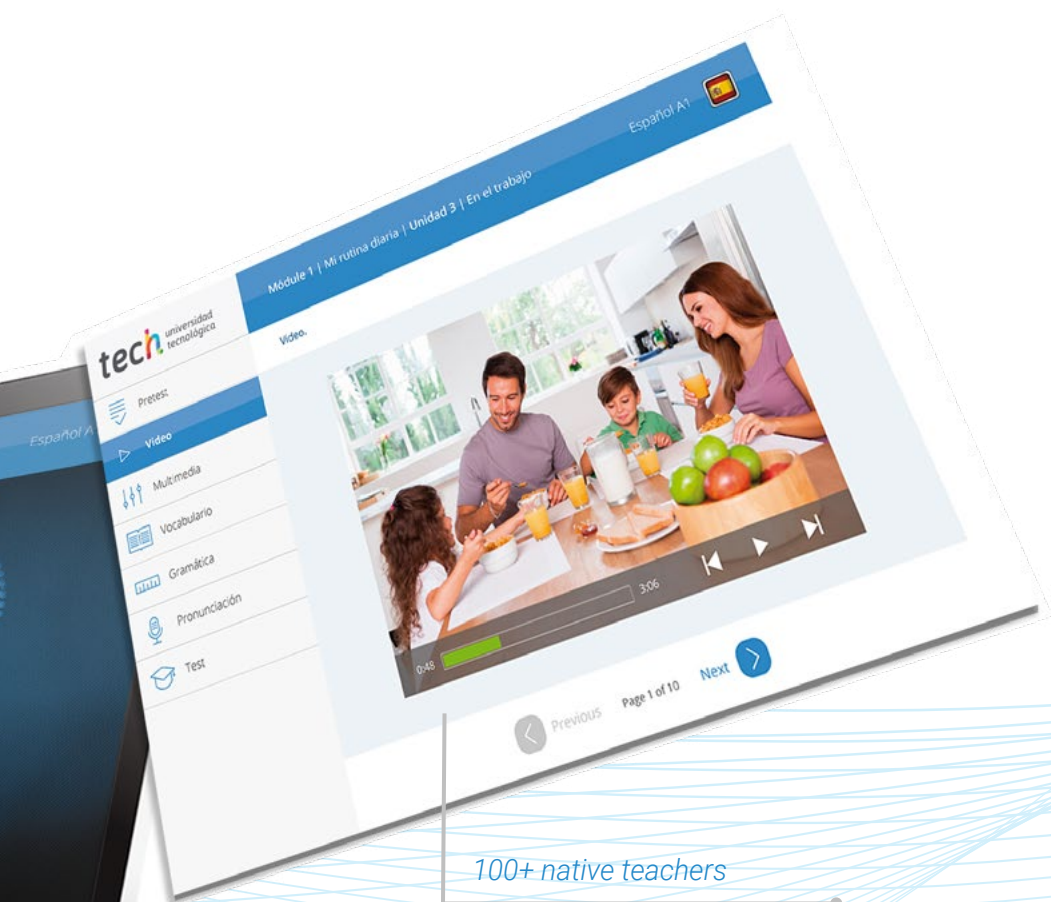 Español A1
Módule 1 | Mi rutina diaria | Unidad 3 | En el trabajo
tech universidad
tecnológica
Video.
Pretest
Video
Multimedia
Vocabulario
Gramática
Pronunciación
Test
0:48
3:06
Previous
Page 1 of 10
Next
Español A
100+ native teachers